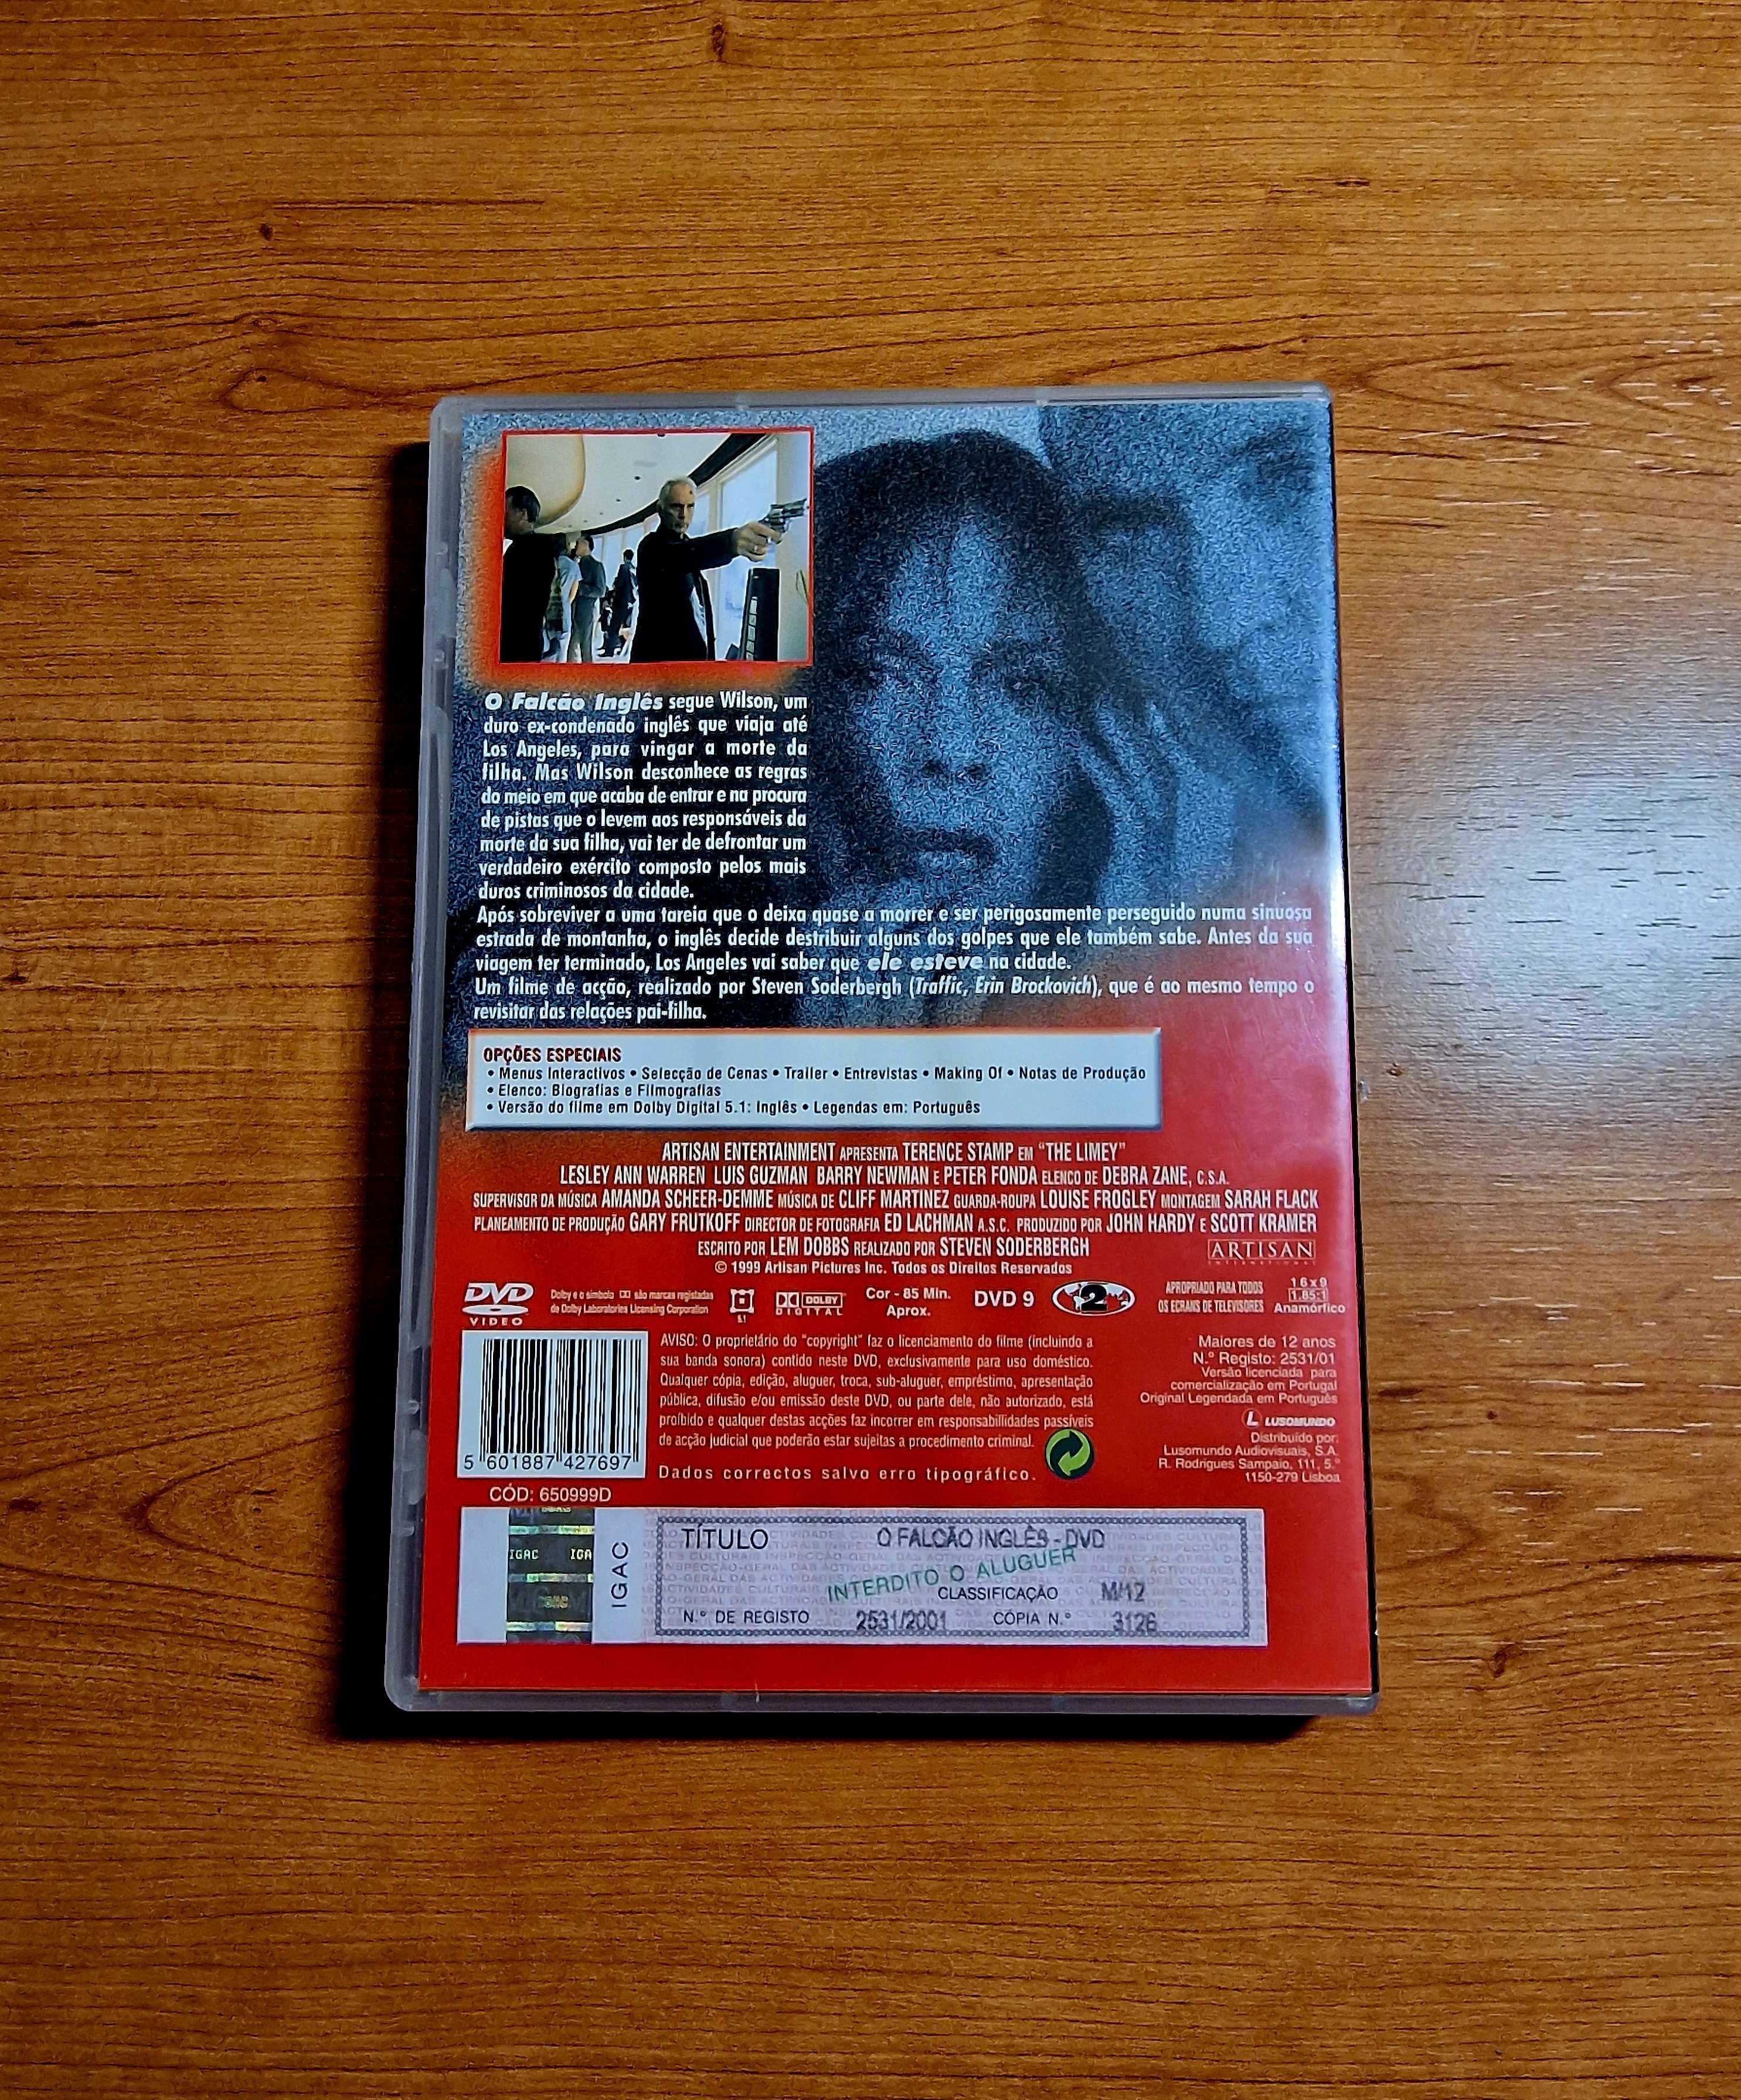 O Falcão Inglês segue Wilson, um
duro ex-condenado inglês que viaja até
Los Angeles, para vingar a morte da
filha. Mas Wilson desconhece as regras
do meio em que acaba de entrar e na procura
de pistas que o levem aos responsáveis da
morte da sua filha, vai ter de defrontar um
verdadeiro exército composto pelos mais
duros criminosos da cidade.
Após sobreviver a uma tareia que o deixa quase a morrer e ser perigosamente perseguido numa sinuosa
estrada de montanha, o inglês decide destribuir alguns dos golpes que ele também sabe. Antes da sua
viagem ter terminado, Los Angeles vai saber que ele esteve na cidade.
Um filme de acção, realizado por Steven Soderbergh (Traffic, Erin Brockovich), que é ao mesmo tempo o
revisitar das relações pai-filha.
OPÇÕES ESPECIAIS
• Menus Interactivos • Selecção de Cenas • Trailer • Entrevistas • Making Of • Notas de Produção
• Elenco: Biografias e Filmografias
• Versão do filme em Dolby Digital 5.1: Inglês • Legendas em: Português
ARTISAN ENTERTAINMENT APRESENTA TERENCE STAMP EM "THE LIMEY"
LESLEY ANN WARREN LUIS GUZMAN BARRY NEWMAN E PETER FONDA ELENCO DE DEBRA ZANE, C.S.A.
SUPERVISOR DA MÚSICA AMANDA SCHEER-DEMME MÚSICA DE CLIFF MARTINEZ GUARDA-ROUPA LOUISE FROGLEY MONTAGEM SARAH FLACK
PLANEAMENTO DE PRODUÇÃO GARY FRUTKOFF DIRECTOR DE FOTOGRAFIA ED LACHMAN A.S.C. PRODUZIDO POR JOHN HARDY E SCOTT KRAMER
ESCRITO POR LEM DOBBS REALIZADO POR STEVEN SODERBERGH
ARTISAN
INTERNATIONAL
© 1999 Artisan Pictures Inc. Todos os Direitos Reservados
DVD
VIDEO
Dolby e o símbolo são marcas registadas
de Dolby Laboratories Licensing Corporation
5.1
DOLBY
DIGITAL
Cor - 85 Min.
Aprox.
DVD 9
2
APROPRIADO PARA TODOS
OS ECRANS DE TELEVISORES
16x9
1.85:1
Anamórfico
5 601887 427697
CÓD: 650999D
AVISO: O proprietário do "copyright" faz o licenciamento do filme (incluindo a
sua banda sonora) contido neste DVD, exclusivamente para uso doméstico.
Qualquer cópia, edição, aluguer, troca, sub-aluguer, empréstimo, apresentação
pública, difusão e/ou emissão deste DVD, ou parte dele, não autorizado, está
proíbido e qualquer destas acções faz incorrer em responsabilidades passíveis
de acção judicial que poderão estar sujeitas a procedimento criminal.
Dados correctos salvo erro tipográfico.
Maiores de 12 anos
N.º Registo: 2531/01
Versão licenciada para
comercialização em Portugal
Original Legendada em Português
L LUSOMUNDO
Distribuído por:
Lusomundo Audiovisuais, S.A.
R. Rodrigues Sampaio, 111, 5.º
1150-279 Lisboa
IGAC IGA
IGAC
TÍTULO O FALCÃO INGLÊS - DVD
INTERDITO O ALUGUER
CLASSIFICAÇÃO M/12
N.º DE REGISTO 2531/2001 CÓPIA N.º 3126